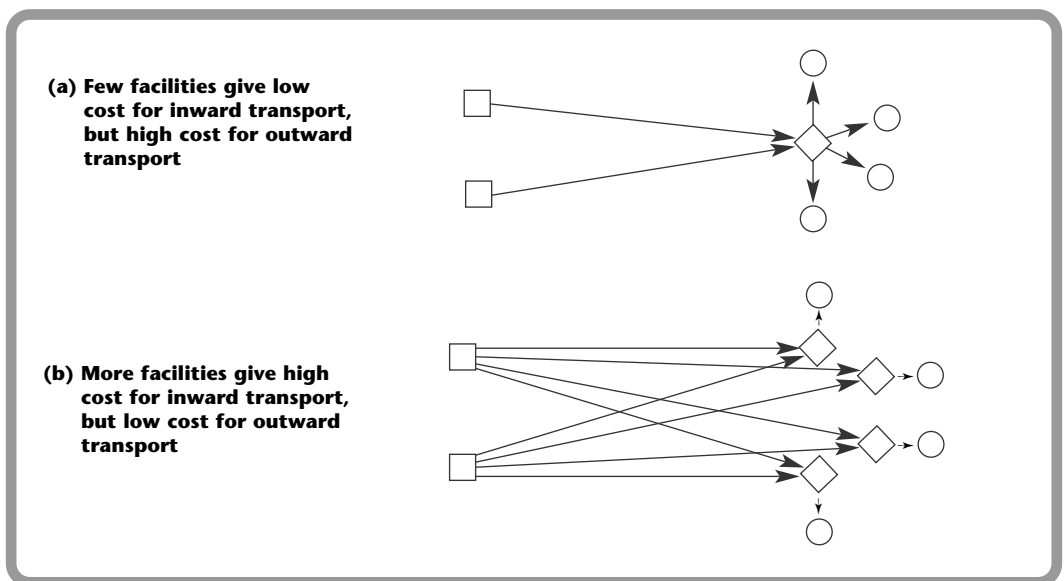 (a) Few facilities give low
cost for inward transport,
but high cost for outward
transport
(b) More facilities give high
cost for inward transport,
but low cost for outward
transport